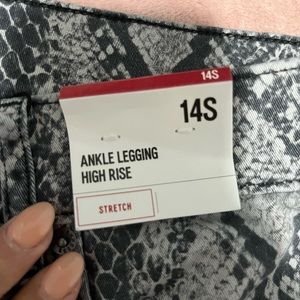 14S
14S
ANKLE LEGGING
HIGH RISE
STRETCH